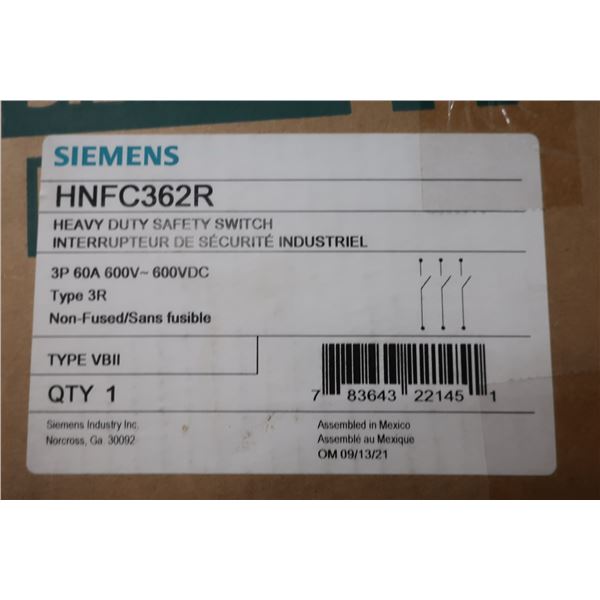 SIEMENS
HNFC362R
HEAVY DUTY SAFETY SWITCH
INTERRUPTEUR DE SÉCURITÉ INDUSTRIEL
3P 60A 600V~ 600VDC
Type 3R
Non-Fused/Sans fusible
TYPE VBII
QTY 1
7 83643 22145 1
Siemens Industry Inc.
Norcross, Ga. 30092
Assembled in Mexico
Assemblé au Mexique
OM 09/13/21